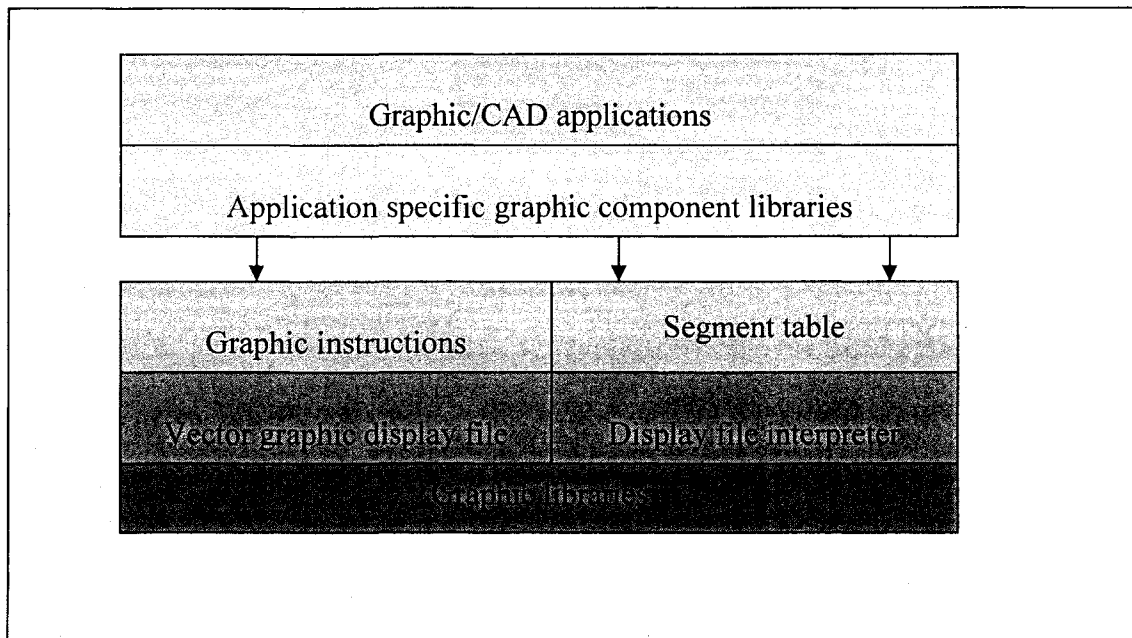 Graphic/CAD applications
Application specific graphic component libraries
Graphic instructions
Segment table
Vector graphic display file
Display file interpreter
Graphic libraries